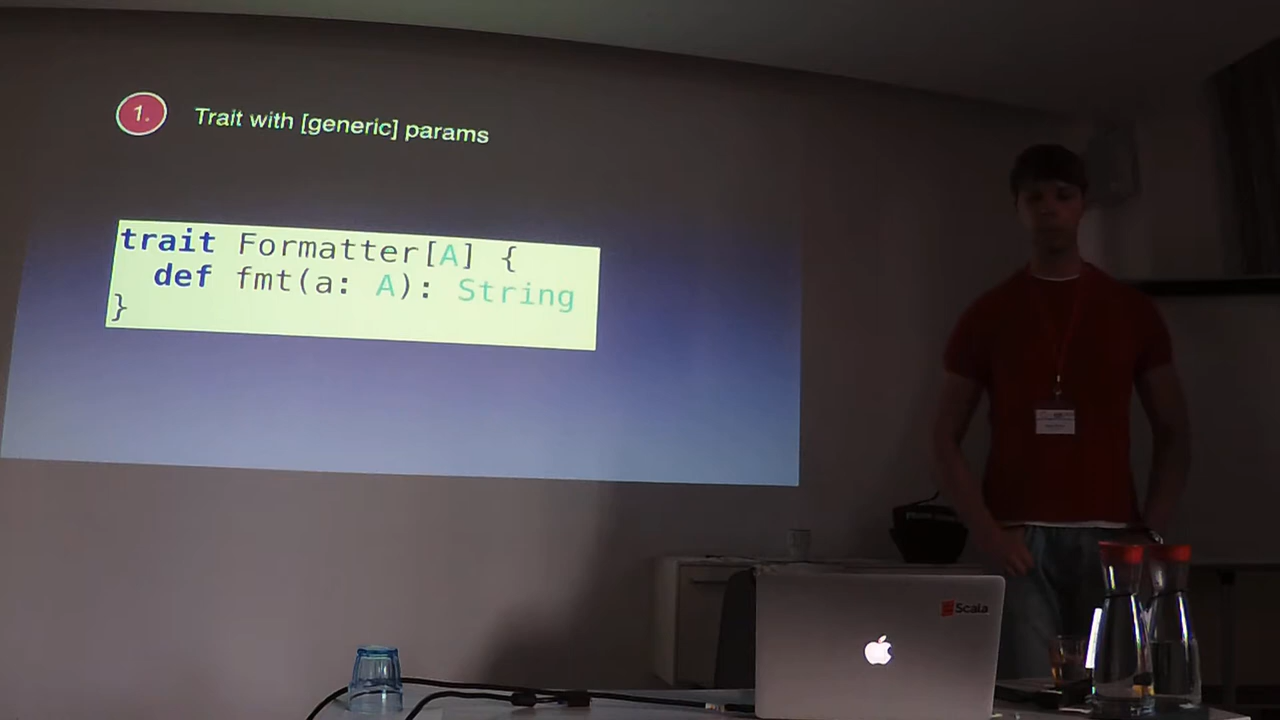 1. Trait with [generic] params
trait Formatter[A] {
def fmt(a: A): String
}
Scala